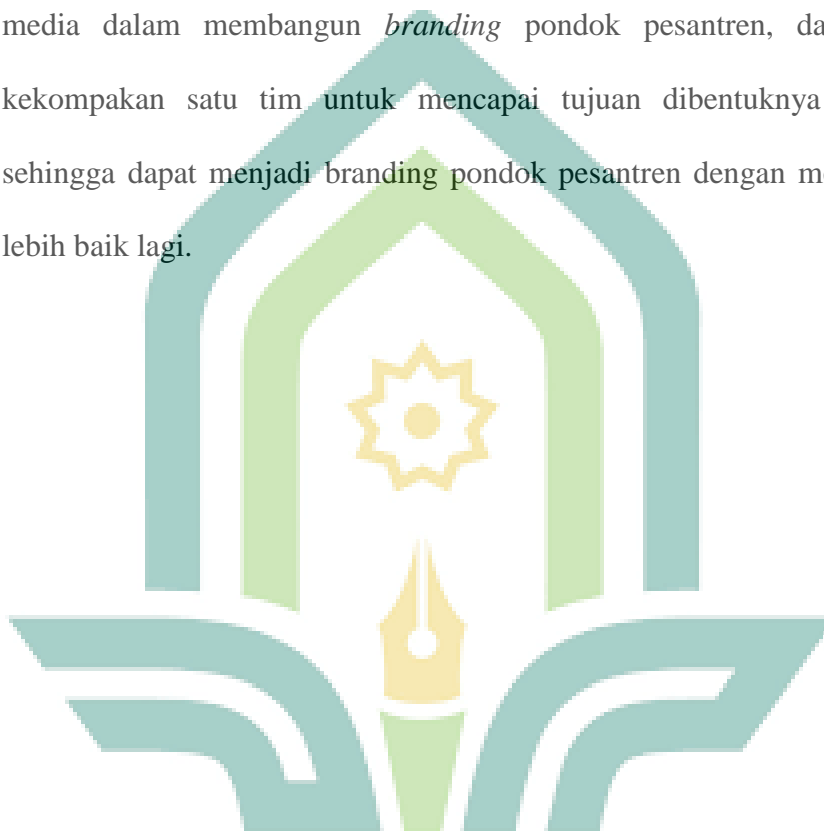 media dalam membangun branding pondok pesantren, da
kekompakan satu tim untuk mencapai tujuan dibentuknya
sehingga dapat menjadi branding pondok pesantren dengan m
lebih baik lagi.